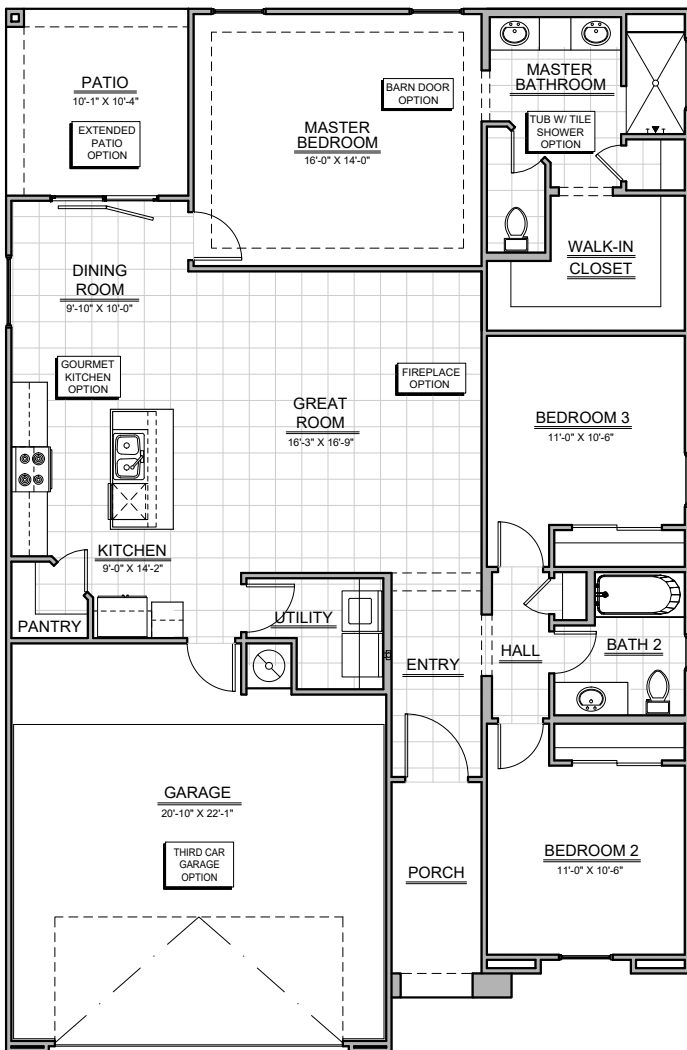 PATIO
10'-1" X 10'-4"
EXTENDED
PATIO
OPTION
BARN DOOR
OPTION
MASTER
BEDROOM
16'-0" X 14'-0"
MASTER
BATHROOM
TUB W/ TILE
SHOWER
OPTION
WALK-IN
CLOSET
DINING
ROOM
9'-10" X 10'-0"
GOURMET
KITCHEN
OPTION
FIREPLACE
OPTION
GREAT
ROOM
16'-3" X 16'-9"
BEDROOM 3
11'-0" X 10'-6"
KITCHEN
9'-0" X 14'-2"
PANTRY
UTILITY
ENTRY
HALL
BATH 2
GARAGE
20'-10" X 22'-1"
THIRD CAR
GARAGE
OPTION
PORCH
BEDROOM 2
11'-0" X 10'-6"